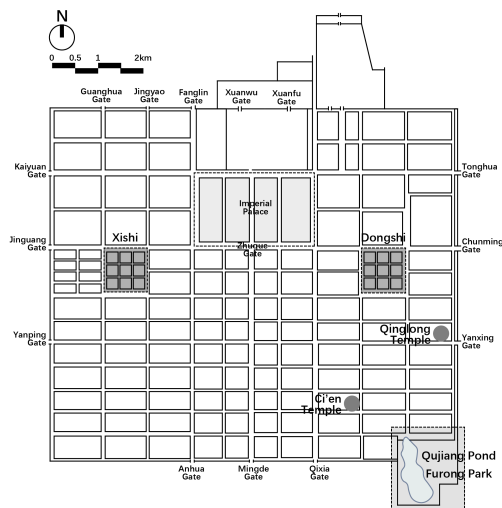 N
0 0.5 1 2km
Guanghua
Gate
Jingyao
Gate
Fanglin
Gate
Xuanwu
Gate
Xuanfu
Gate
Kaiyuan
Gate
Tonghua
Gate
Imperial
Palace
Jinguang
Gate
Xishi
Zhuque
Gate
Dongshi
Chunming
Gate
Yanping
Gate
Qinglong
Temple
Yanxing
Gate
Ci'en
Temple
Qujiang Pond
Furong Park
Anhua
Gate
Mingde
Gate
Qixia
Gate